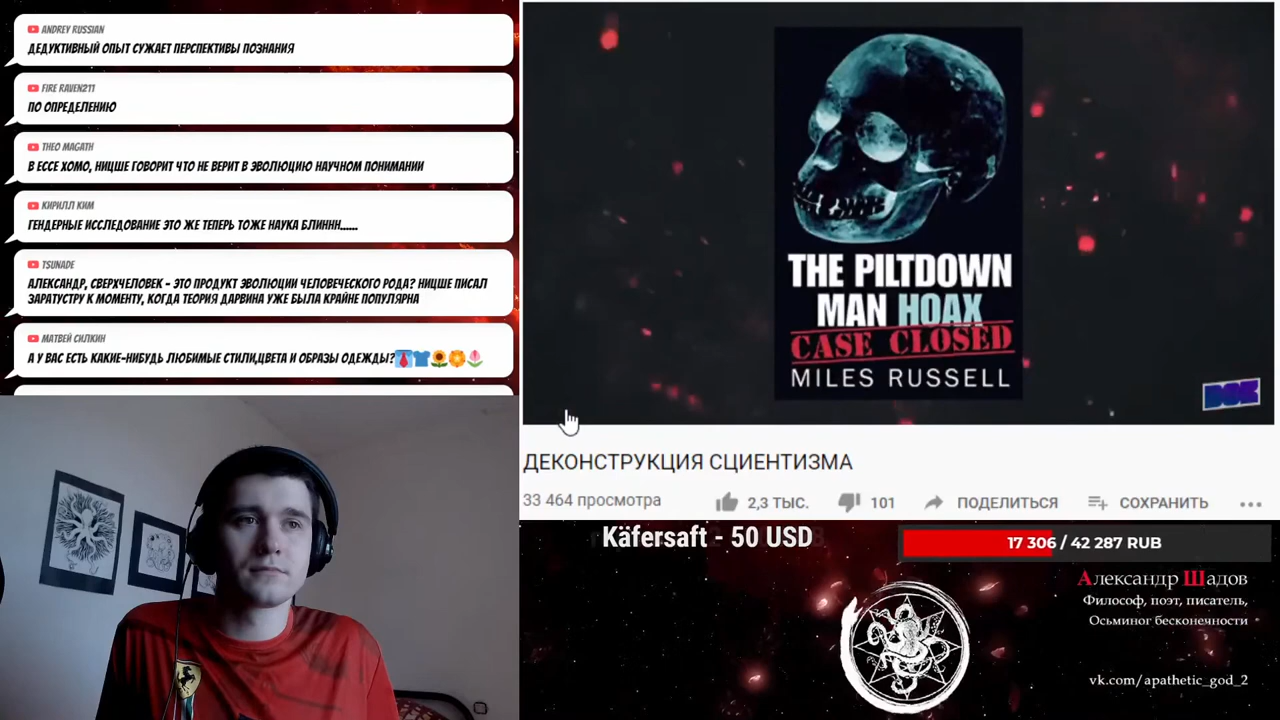 ANDREY RUSSIAN
ДЕДУКТИВНЫЙ ОПЫТ СУЖАЕТ ПЕРСПЕКТИВЫ ПОЗНАНИЯ
FIRE RAVEN211
ПО ОПРЕДЕЛЕНИЮ
THEO MAGATH
В ЕССЕ ХОМО, НИЦШЕ ГОВОРИТ ЧТО НЕ ВЕРИТ В ЭВОЛЮЦИЮ НАУЧНОМ ПОНИМАНИИ
КИРИЛЛ КИМ
ГЕНДЕРНЫЕ ИССЛЕДОВАНИЕ ЭТО ЖЕ ТЕПЕРЬ ТОЖЕ НАУКА БЛИННН......
TSUNADE
АЛЕКСАНДР, СВЕРХЧЕЛОВЕК - ЭТО ПРОДУКТ ЭВОЛЮЦИИ ЧЕЛОВЕЧЕСКОГО РОДА? НИЦШЕ ПИСАЛ
ЗАРАТУСТРУ К МОМЕНТУ, КОГДА ТЕОРИЯ ДАРВИНА УЖЕ БЫЛА КРАЙНЕ ПОПУЛЯРНА
МАТВЕЙ СИЛКИН
А У ВАС ЕСТЬ КАКИЕ-НИБУДЬ ЛЮБИМЫЕ СТИЛИ,ЦВЕТА И ОБРАЗЫ ОДЕЖДЫ?
THE PILTDOWN
MAN HOAX
CASE CLOSED
MILES RUSSELL
ДЕКОНСТРУКЦИЯ СЦИЕНТИЗМА
33 464 просмотра
2,3 ТЫС.
101
ПОДЕЛИТЬСЯ
СОХРАНИТЬ
Käfersaft - 50 USD
17 306 / 42 287 RUB
Александр Шадов
Философ, поэт, писатель,
Осьминог бесконечности
vk.com/apathetic_god_2